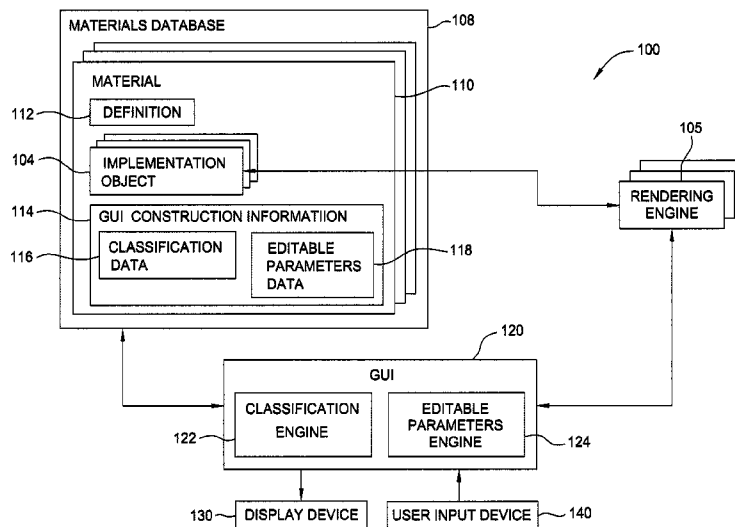 MATERIALS DATABASE
108
100
MATERIAL
110
112
DEFINITION
105
104
IMPLEMENTATION
OBJECT
RENDERING
ENGINE
114
GUI CONSTRUCTION INFORMATIION
116
CLASSIFICATION
DATA
EDITABLE
PARAMETERS
DATA
118
120
GUI
CLASSIFICATION
ENGINE
122
EDITABLE
PARAMETERS
ENGINE
124
130
DISPLAY DEVICE
USER INPUT DEVICE
140